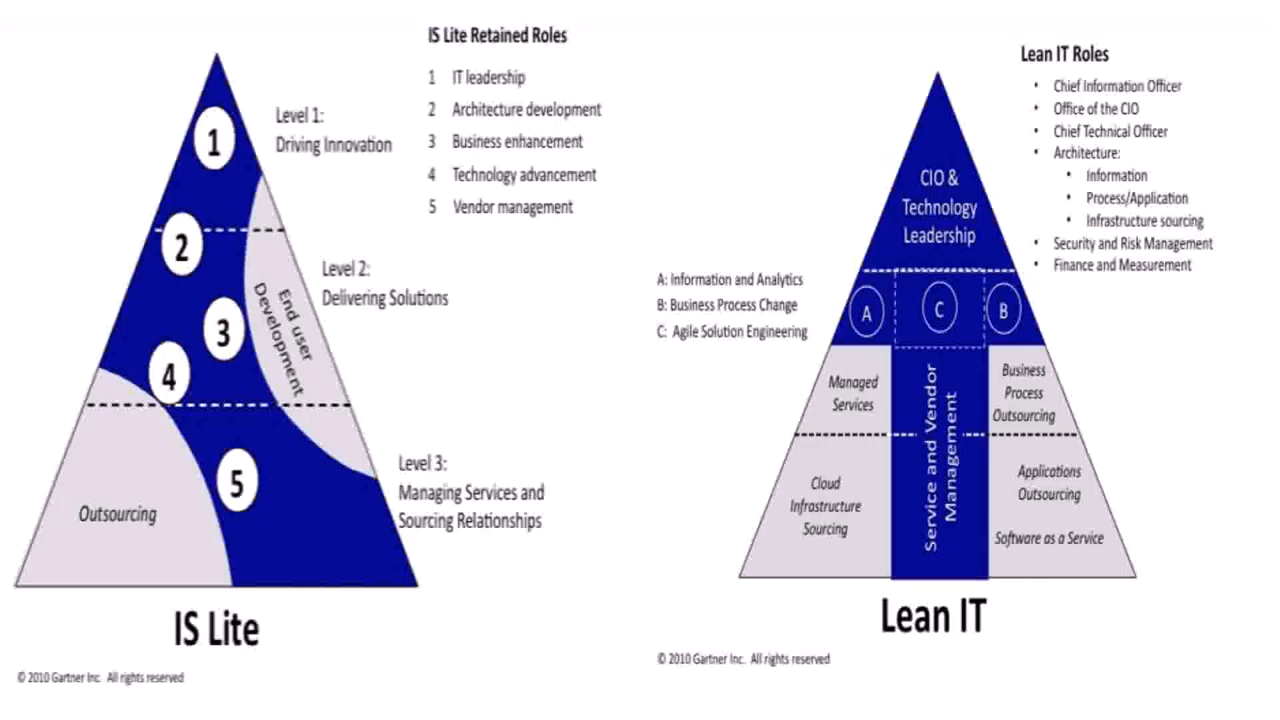 IS Lite Retained Roles
1 IT leadership
2 Architecture development
3 Business enhancement
4 Technology advancement
5 Vendor management
Level 1:
Driving Innovation
Level 2:
Delivering Solutions
Level 3:
Managing Services and
Sourcing Relationships
1
2
3
4
5
End user
Development
Outsourcing
IS Lite
© 2010 Gartner Inc. All rights reserved
Lean IT Roles
• Chief Information Officer
• Office of the CIO
• Chief Technical Officer
• Architecture:
• Information
• Process/Application
• Infrastructure sourcing
• Security and Risk Management
• Finance and Measurement
A: Information and Analytics
B: Business Process Change
C: Agile Solution Engineering
CIO &
Technology
Leadership
A
C
B
Managed
Services
Service and Vendor
Management
Business
Process
Outsourcing
Cloud
Infrastructure
Sourcing
Applications
Outsourcing
Software as a Service
Lean IT
© 2010 Gartner Inc. All rights reserved